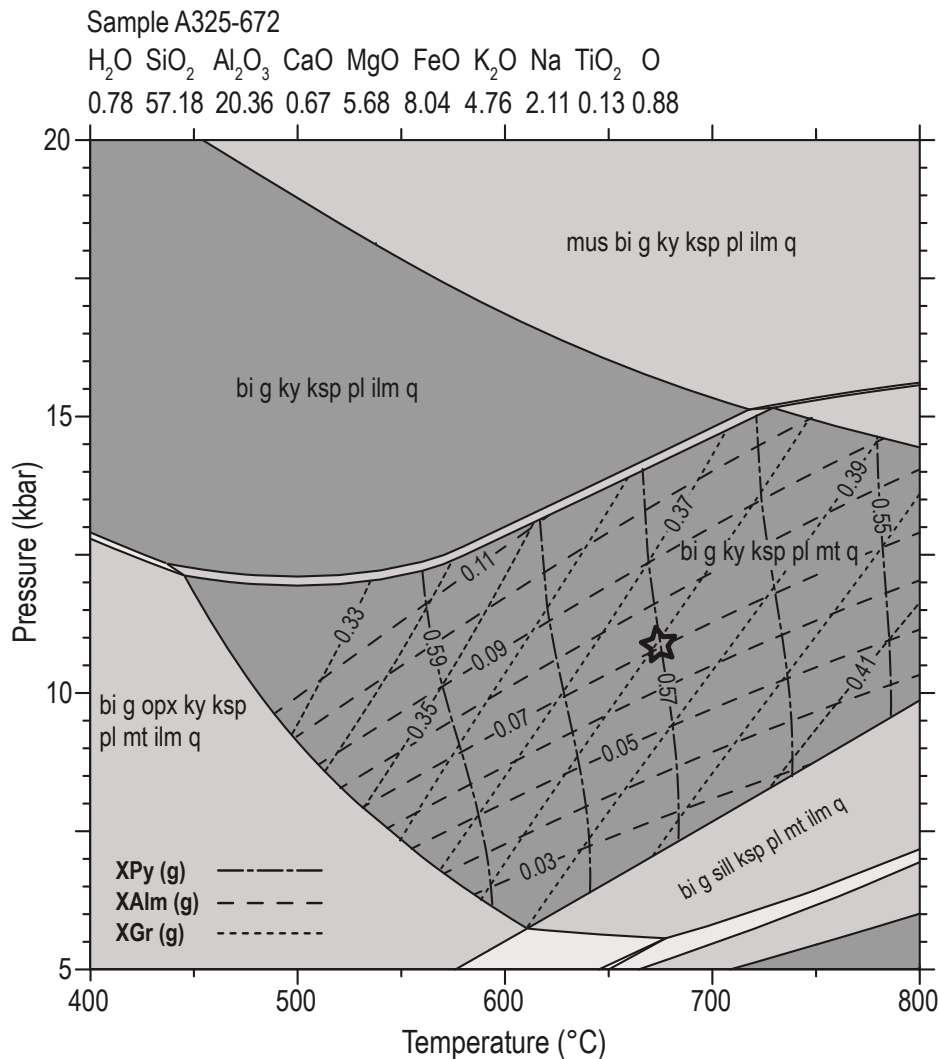 Sample A325-672
H₂O SiO₂ Al₂O₃ CaO MgO FeO K₂O Na TiO₂ O
0.78 57.18 20.36 0.67 5.68 8.04 4.76 2.11 0.13 0.88
20
15
10
5
Pressure (kbar)
mus bi g ky ksp pl ilm q
bi g ky ksp pl ilm q
bi g ky ksp pl mt q
bi g opx ky ksp
pl mt ilm q
bi g sill ksp pl mt ilm q
0.33
0.11
0.59
0.09
0.35
0.07
0.05
0.03
0.37
0.57
0.39
0.55
0.41
XPy (g)
XAlm (g)
XGr (g)
400 500 600 700 800
Temperature (°C)